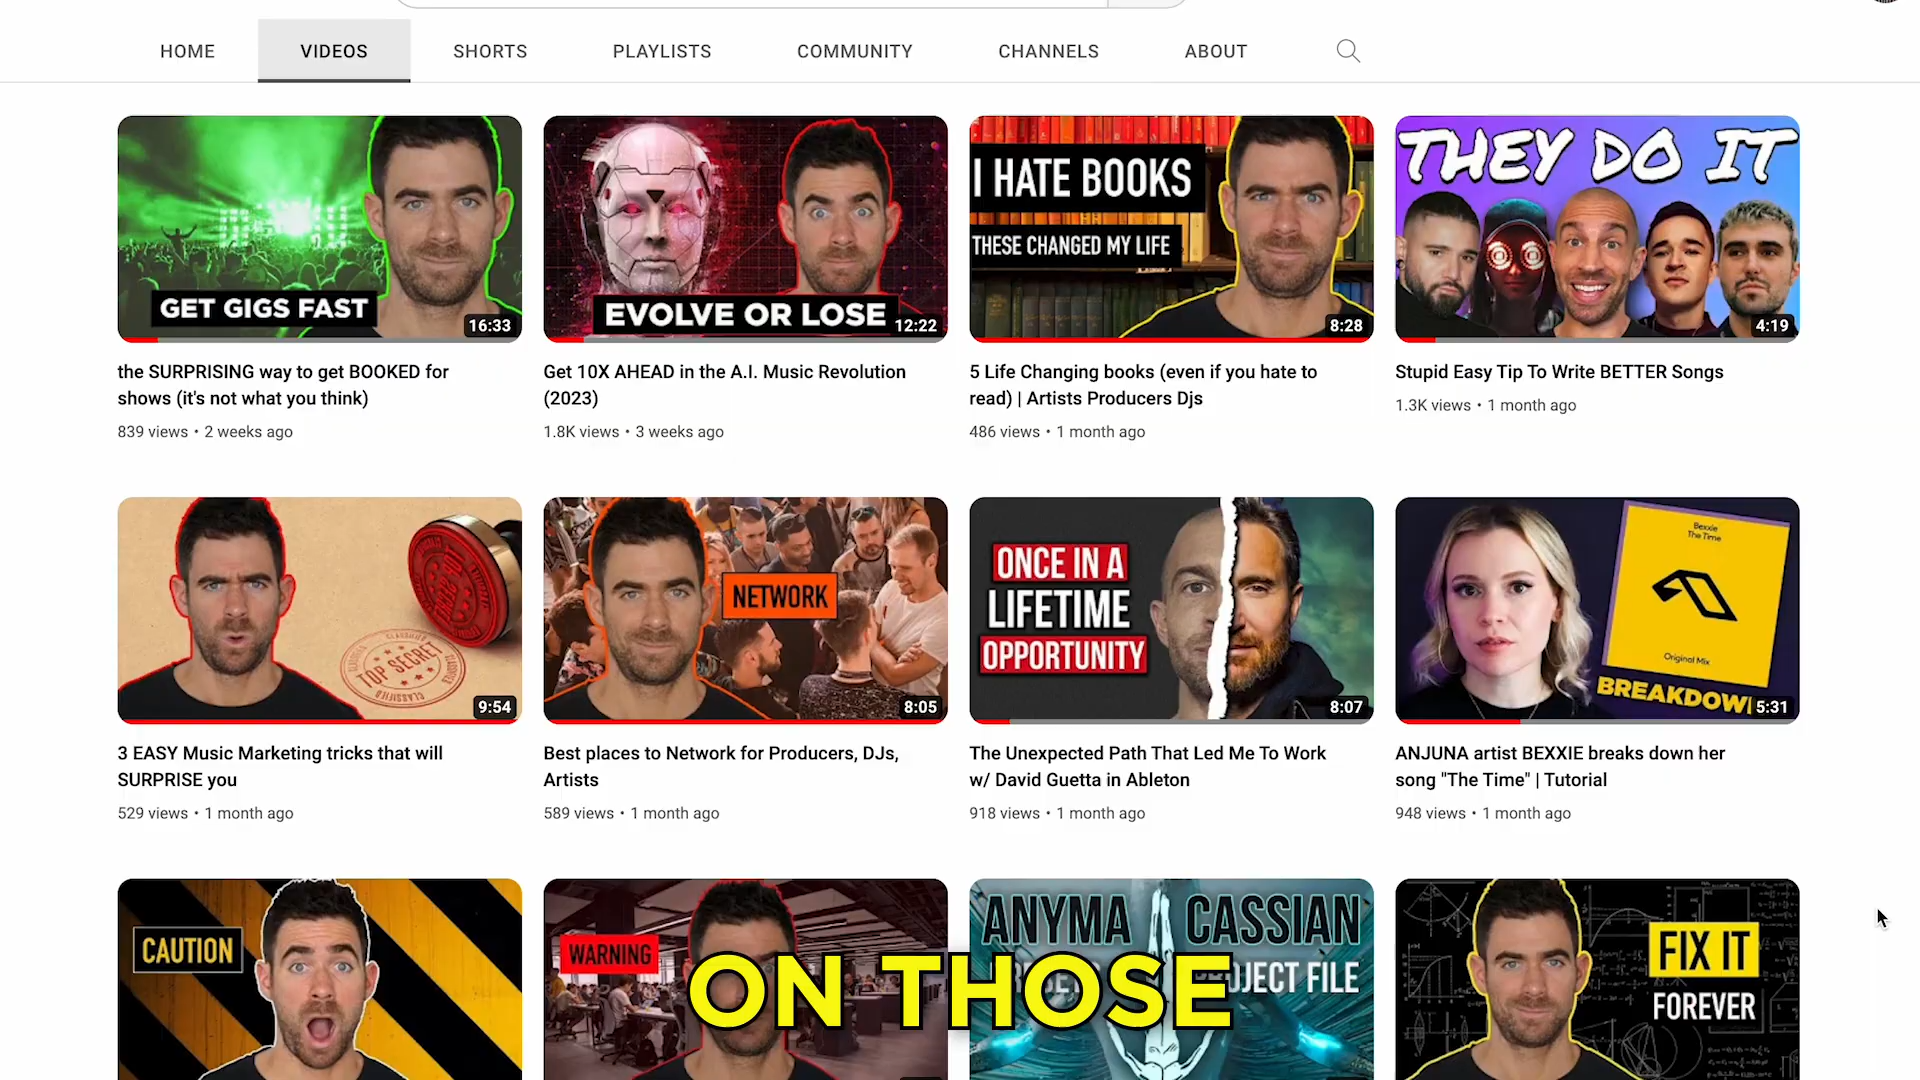 HOME
VIDEOS
SHORTS
PLAYLISTS
COMMUNITY
CHANNELS
ABOUT
GET GIGS FAST
16:33
the SURPRISING way to get BOOKED for
shows (it's not what you think)
839 views • 2 weeks ago
EVOLVE OR LOSE
12:22
Get 10X AHEAD in the A.I. Music Revolution
(2023)
1.8K views • 3 weeks ago
I HATE BOOKS
THESE CHANGED MY LIFE
8:28
5 Life Changing books (even if you hate to
read) | Artists Producers Djs
486 views • 1 month ago
THEY DO IT
4:19
Stupid Easy Tip To Write BETTER Songs
1.3K views • 1 month ago
CLASSIFIED
TOP SECRET
CLASSIFIED
9:54
3 EASY Music Marketing tricks that will
SURPRISE you
529 views • 1 month ago
NETWORK
8:05
Best places to Network for Producers, DJs,
Artists
589 views • 1 month ago
ONCE IN A
LIFETIME
OPPORTUNITY
8:07
The Unexpected Path That Led Me To Work
w/ David Guetta in Ableton
918 views • 1 month ago
Bexxie
The Time
Original Mix
BREAKDOW
5:31
ANJUNA artist BEXXIE breaks down her
song "The Time" | Tutorial
948 views • 1 month ago
CAUTION
WARNING
ANYMA CASSIAN
JECT FILE
FIX IT
FOREVER
ON THOSE